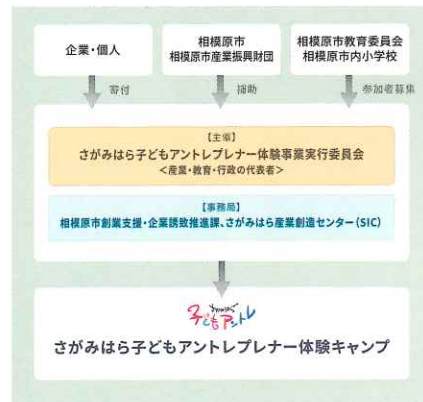 企業・個人
相模原市
相模原市産業振興財団
相模原市教育委員会
相模原市内小学校
寄付
補助
参加者募集
【主催】
さがみはら子どもアントレプレナー体験事業実行委員会
<産業・教育・行政の代表者>
【事務局】
相模原市創業支援・企業誘致推進課、さがみはら産業創造センター(SIC)
子どもアントレ
さがみはら子どもアントレプレナー体験キャンプ